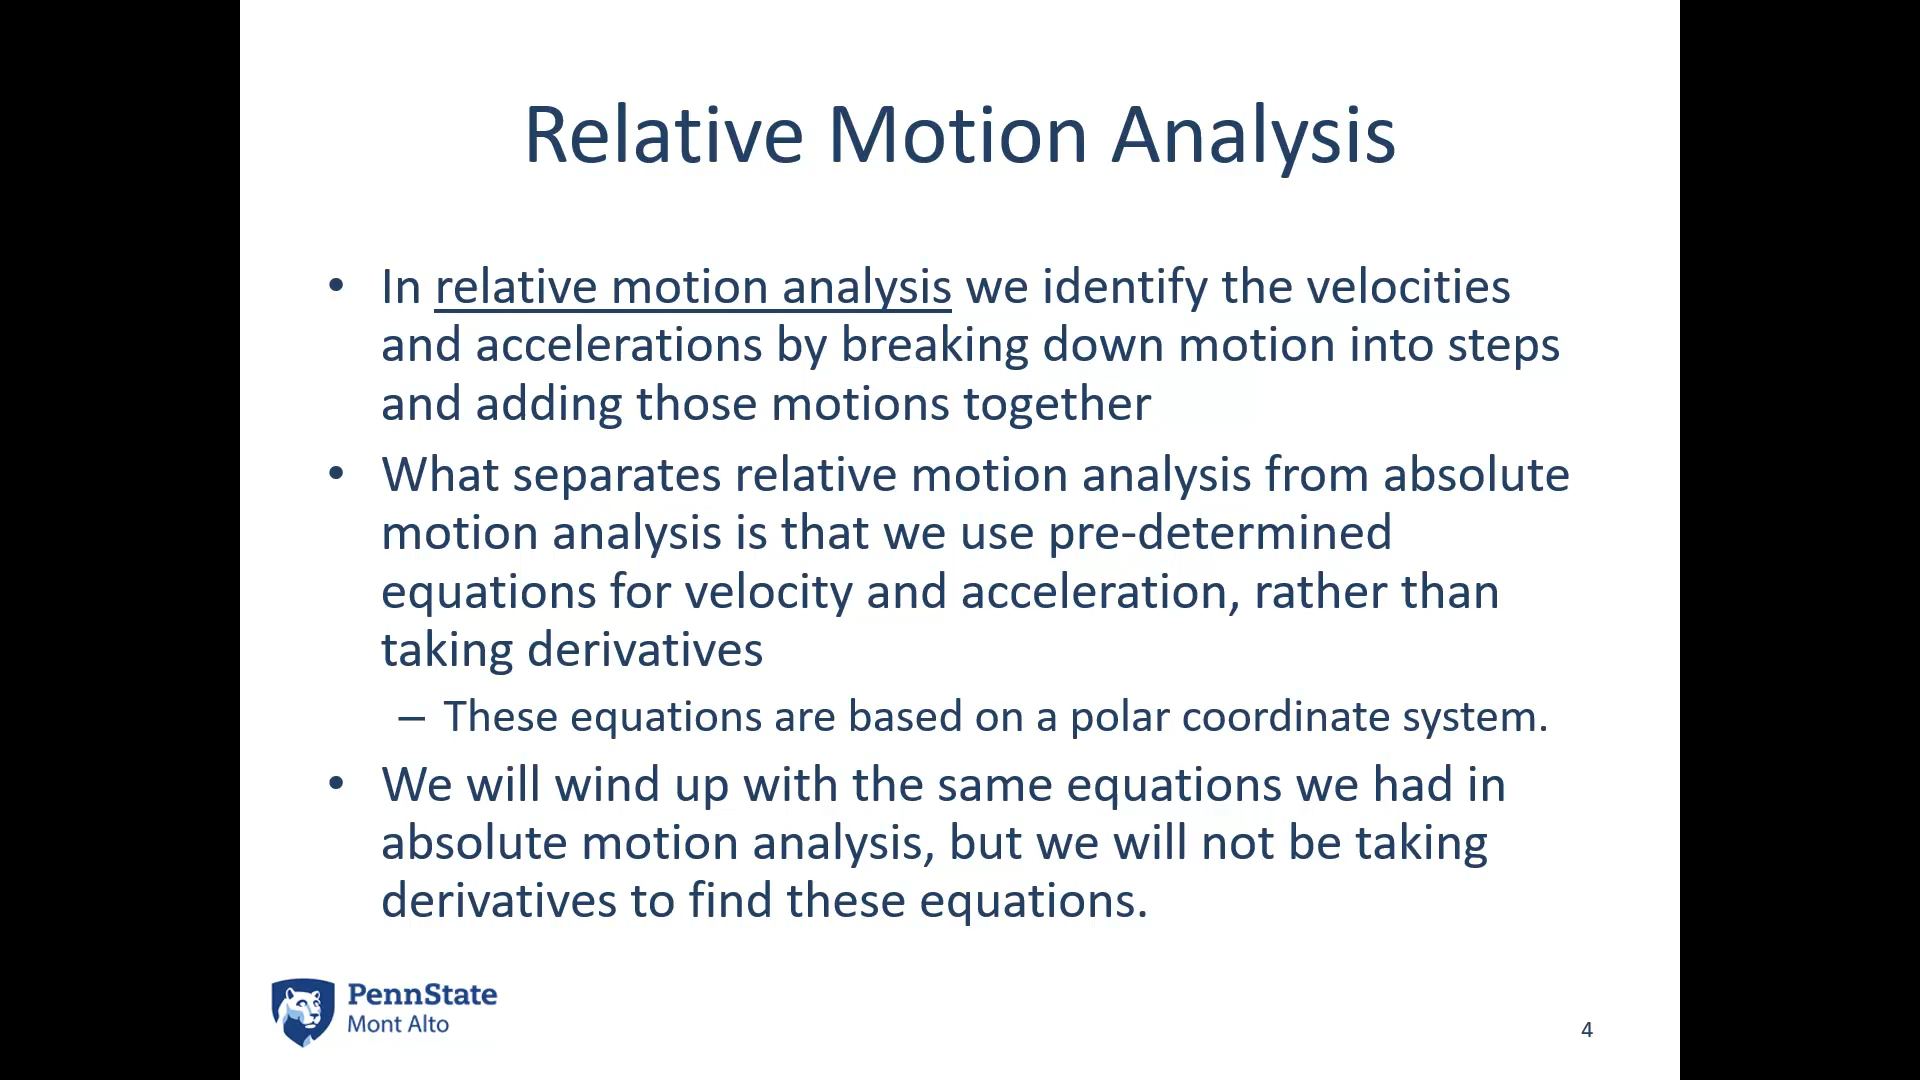 Relative Motion Analysis
• In relative motion analysis we identify the velocities
and accelerations by breaking down motion into steps
and adding those motions together
• What separates relative motion analysis from absolute
motion analysis is that we use pre-determined
equations for velocity and acceleration, rather than
taking derivatives
– These equations are based on a polar coordinate system.
• We will wind up with the same equations we had in
absolute motion analysis, but we will not be taking
derivatives to find these equations.
PennState
Mont Alto
4